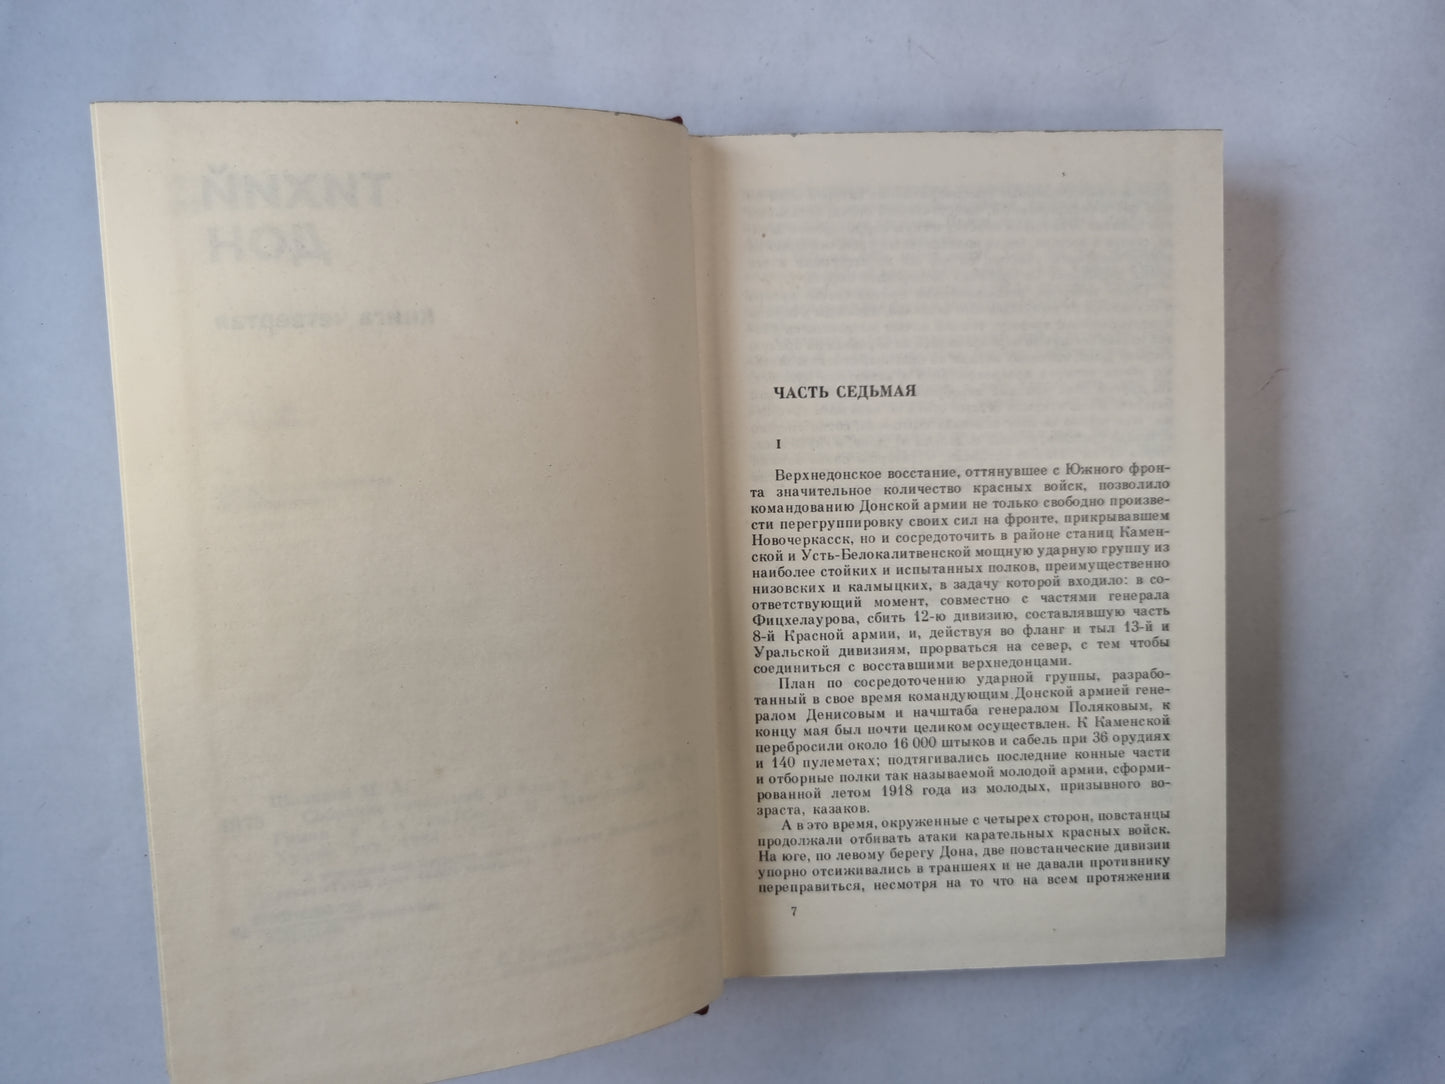 ТИХИЙ
ДОН
Книга четвертая
ЧАСТЬ СЕДЬМАЯ
I
Верхнедонское восстание, оттянувшее с Южного фрон-
та значительное количество красных войск, позволило
командованию Донской армии не только свободно произве-
сти перегруппировку своих сил на фронте, прикрывавшем
Новочеркасск, но и сосредоточить в районе станиц Камен-
ской и Усть-Белокалитвенской мощную ударную группу из
наиболее стойких и испытанных полков, преимущественно
низовских и калмыцких, в задачу которой входило: в со-
ответствующий момент, совместно с частями генерала
Фицхелаурова, сбить 12-ю дивизию, составлявшую часть
8-й Красной армии, и, действуя во фланг и тыл 13-й и
Уральской дивизиям, прорваться на север, с тем чтобы
соединиться с восставшими верхнедонцами.
План по сосредоточению ударной группы, разрабо-
танный в свое время командующим Донской армией гене-
ралом Денисовым и начштаба генералом Поляковым, к
концу мая был почти целиком осуществлен. К Каменской
перебросили около 16 000 штыков и сабель при 36 орудиях
и 140 пулеметах; подтягивались последние конные части
и отборные полки так называемой молодой армии, сформи-
рованной летом 1918 года из молодых, призывного во-
зраста, казаков.
А в это время, окруженные с четырех сторон, повстанцы
продолжали отбивать атаки карательных красных войск.
На юге, по левому берегу Дона, две повстанческие дивизии
упорно отсиживались в траншеях и не давали противнику
переправиться, несмотря на то что на всем протяжении
7